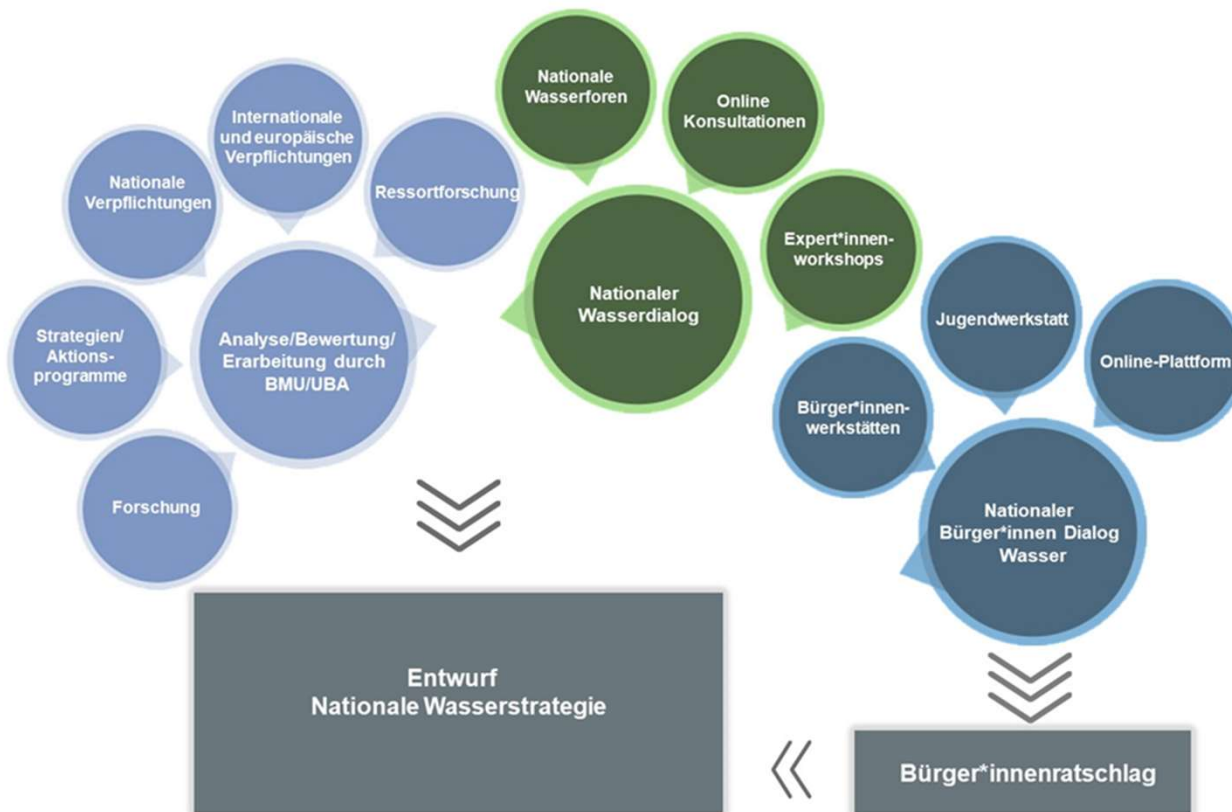 Nationale
Wasserforen
Online
Konsultationen
Internationale
und europäische
Verpflichtungen
Nationale
Verpflichtungen
Ressortforschung
Expert*innen-
workshops
Nationaler
Wasserdialog
Jugendwerkstatt
Strategien/
Aktions-
programme
Analyse/Bewertung/
Erarbeitung durch
BMU/UBA
Online-Plattform
Bürger*innen-
werkstätten
Forschung
Nationaler
Bürger*innen Dialog
Wasser
Entwurf
Nationale Wasserstrategie
Bürger*innenratschlag